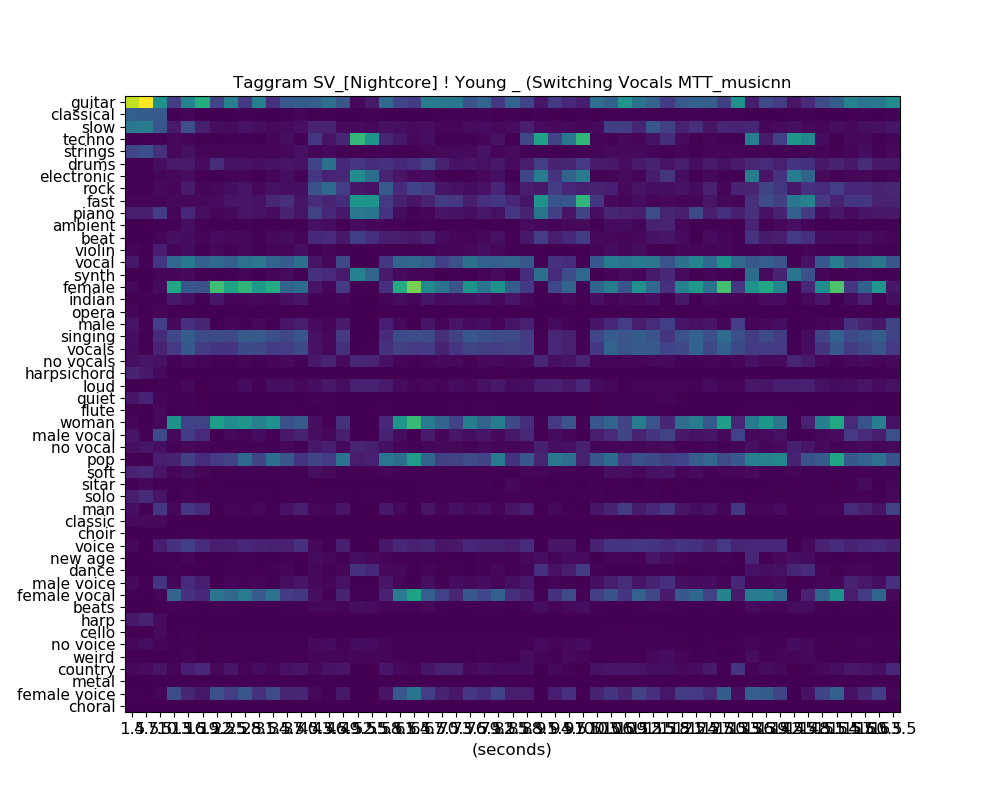 Taggram SV_[Nightcore] ! Young _ (Switching Vocals MTT_musicnn
guitar
classical
slow
techno
strings
drums
electronic
rock
fast
piano
ambient
beat
violin
vocal
synth
female
indian
opera
male
singing
vocals
no vocals
harpsichord
loud
quiet
flute
woman
male vocal
no vocal
pop
soft
sitar
solo
man
classic
choir
voice
new age
dance
male voice
female vocal
beats
harp
cello
no voice
weird
country
metal
female voice
choral
(seconds)